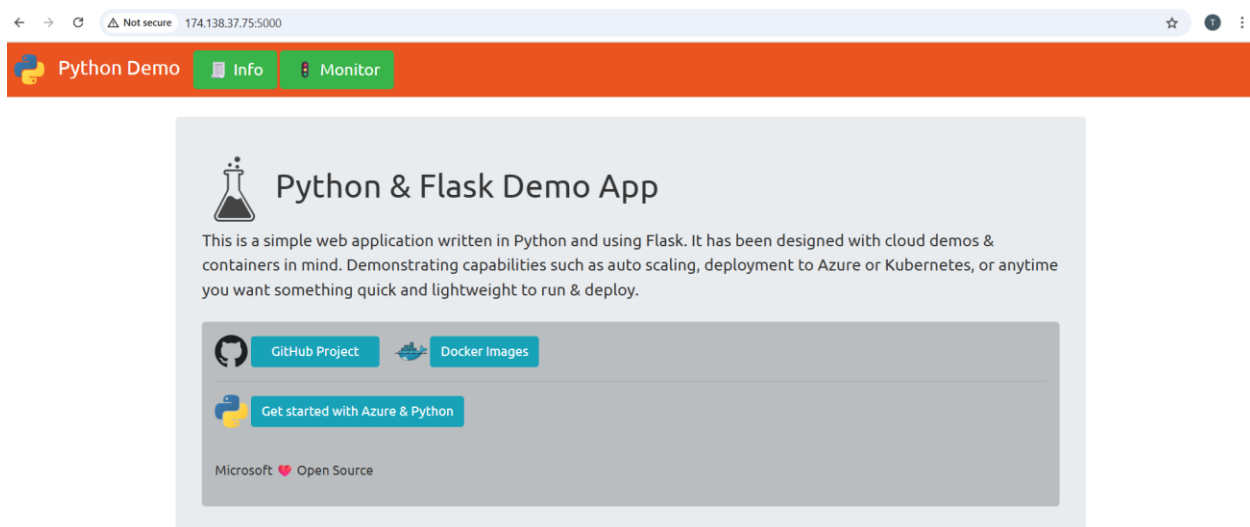 Not secure 174.138.37.75:5000 T
Python Demo Info Monitor
Python & Flask Demo App
This is a simple web application written in Python and using Flask. It has been designed with cloud demos &
containers in mind. Demonstrating capabilities such as auto scaling, deployment to Azure or Kubernetes, or anytime
you want something quick and lightweight to run & deploy.
GitHub Project Docker Images
Get started with Azure & Python
Microsoft ❤ Open Source